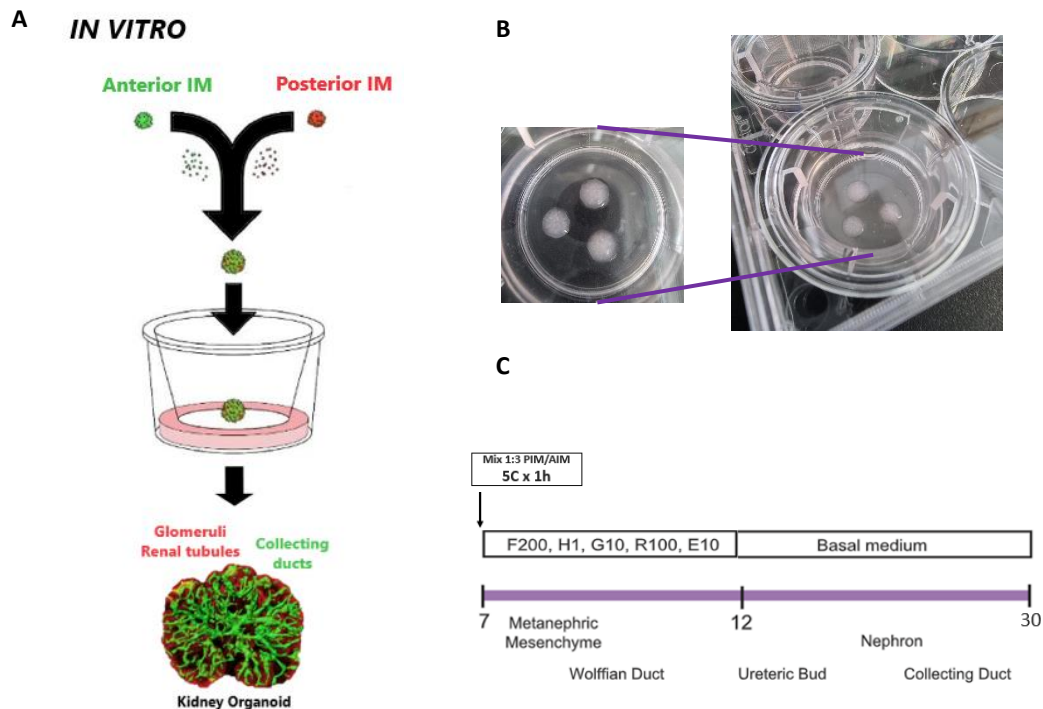 A
IN VITRO
Anterior IM
Posterior IM
Glomeruli
Renal tubules
Collecting
ducts
Kidney Organoid
B
C
Mix 1:3 PIM/AIM
5C x 1h
F200, H1, G10, R100, E10
Basal medium
7
12
30
Metanephric
Mesenchyme
Nephron
Wolffian Duct
Ureteric Bud
Collecting Duct